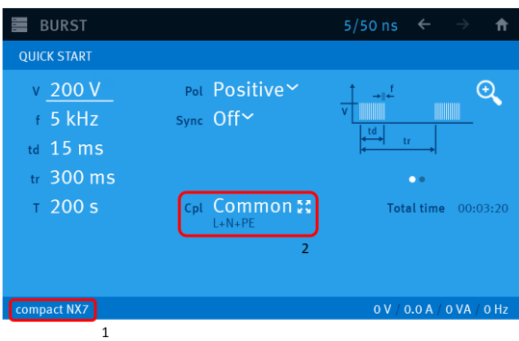 BURST 5/50 ns
QUICK START
V 200 V
f 5 kHz
td 15 ms
tr 300 ms
T 200 s
Pol Positive
Sync Off
Cpl Common
L+N+PE
2
f
V
td
tr
Total time 00:03:20
compact NX7 0 V / 0.0 A / 0 VA / 0 Hz
1